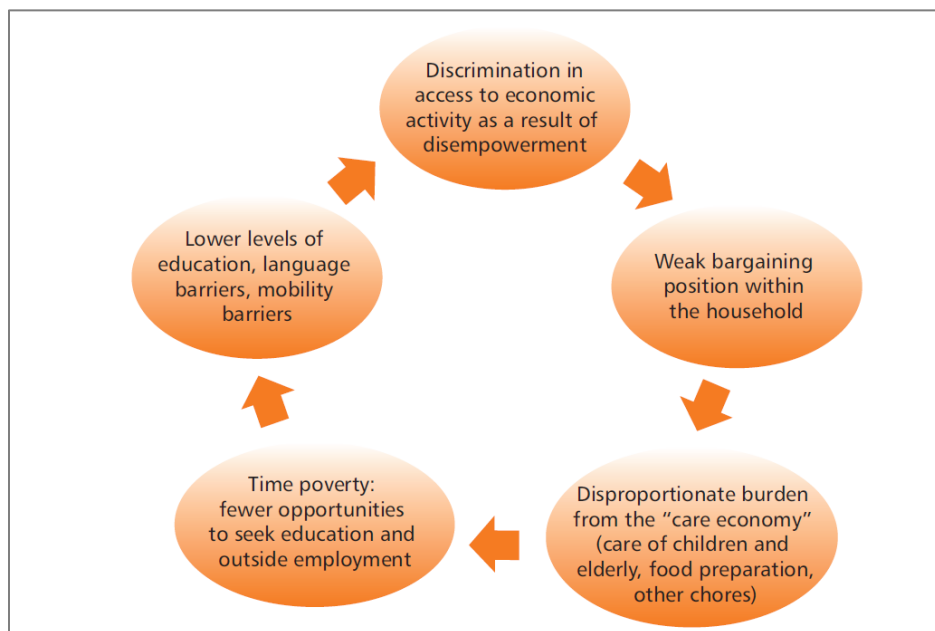 Discrimination in
access to economic
activity as a result of
disempowerment
Weak bargaining
position within
the household
Disproportionate burden
from the “care economy”
(care of children and
elderly, food preparation,
other chores)
Time poverty:
fewer opportunities
to seek education and
outside employment
Lower levels of
education, language
barriers, mobility
barriers